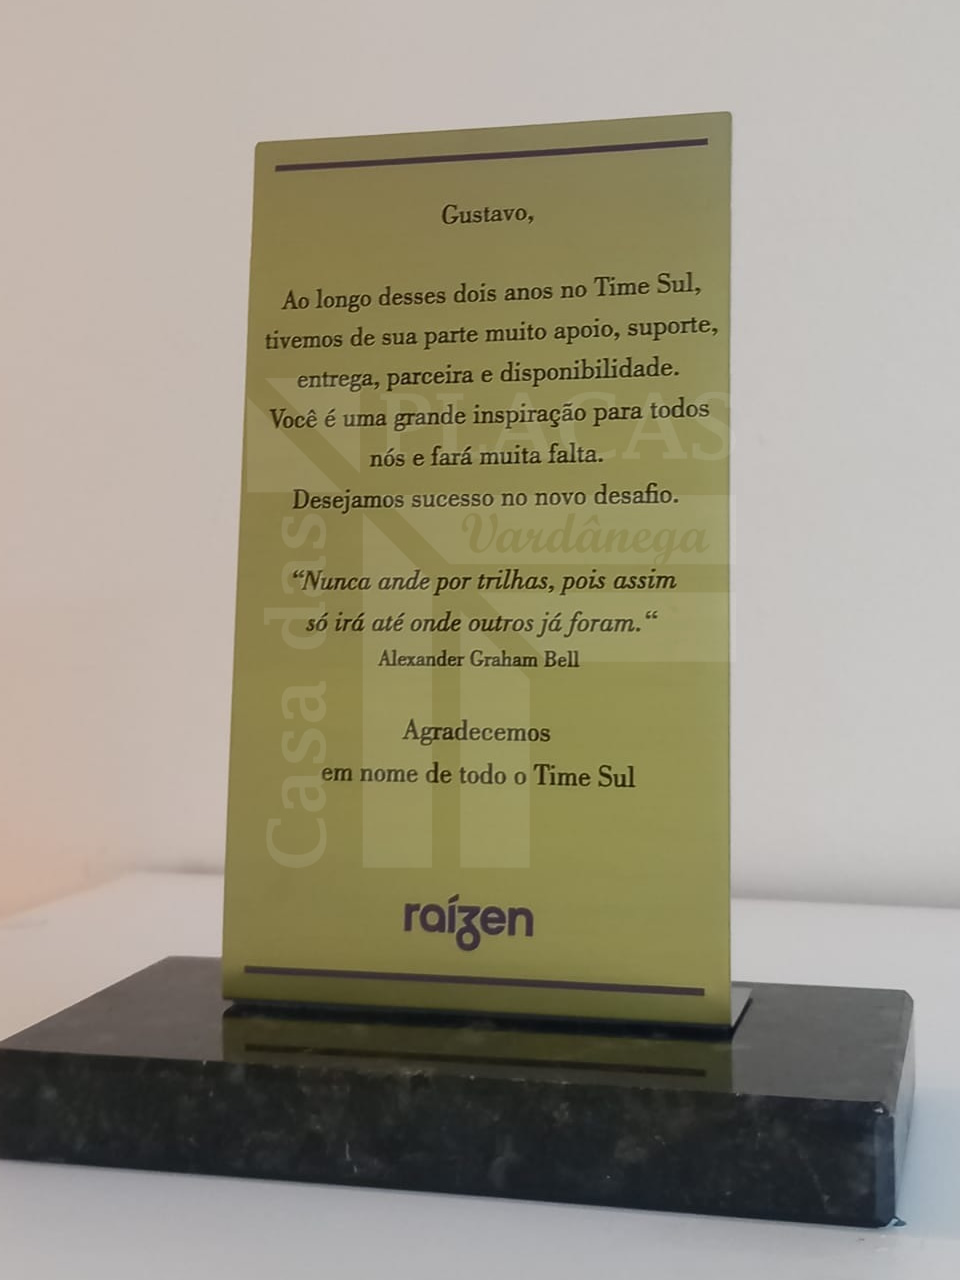 Gustavo,
Ao longo desses dois anos no Time Sul,
tivemos de sua parte muito apoio, suporte,
entrega, parceira e disponibilidade.
Você é uma grande inspiração para todos
nós e fará muita falta.
Desejamos sucesso no novo desafio.
“Nunca ande por trilhas, pois assim
só irá até onde outros já foram.“
Alexander Graham Bell
Agradecemos
em nome de todo o Time Sul
raízen
Casa das
PLACAS
Vardânega